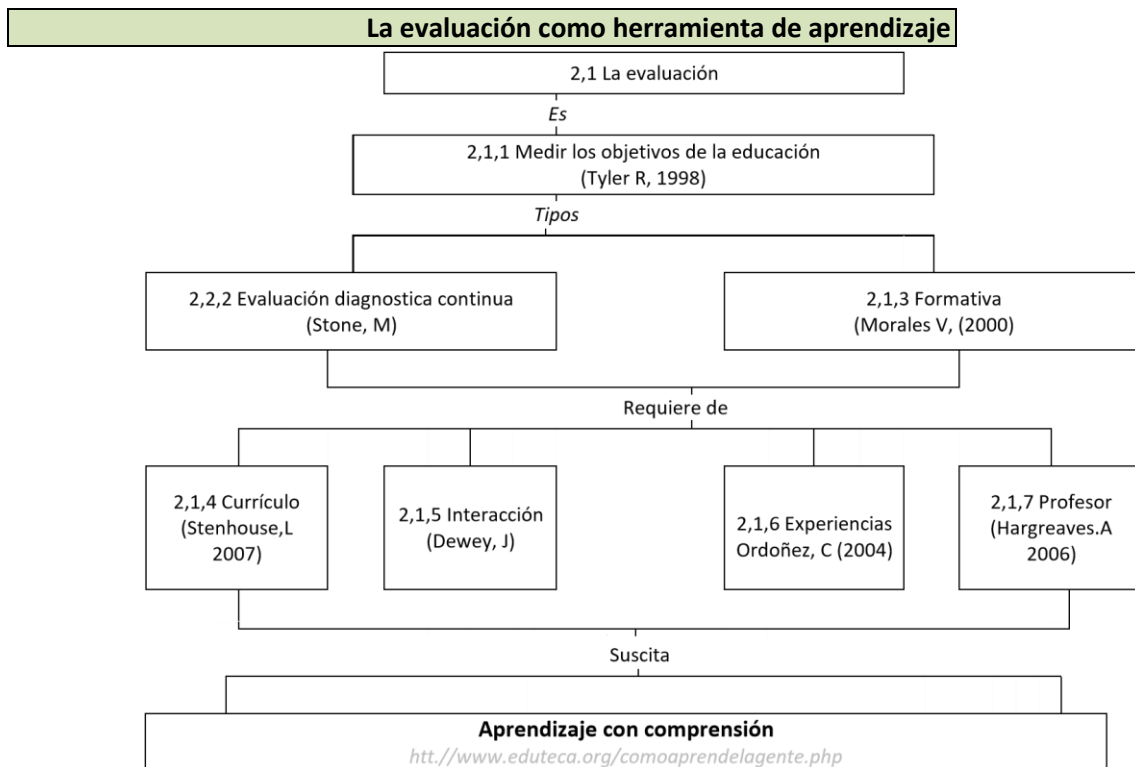 La evaluación como herramienta de aprendizaje
2,1 La evaluación
Es
2,1,1 Medir los objetivos de la educación
(Tyler R, 1998)
Tipos
2,2,2 Evaluación diagnostica continua
(Stone, M)
2,1,3 Formativa
(Morales V, (2000)
Requiere de
2,1,4 Currículo
(Stenhouse,L
2007)
2,1,5 Interacción
(Dewey, J)
2,1,6 Experiencias
Ordoñez, C (2004)
2,1,7 Profesor
(Hargreaves.A
2006)
Suscita
Aprendizaje con comprensión
htt.//www.eduteca.org/comoaprendelagente.php